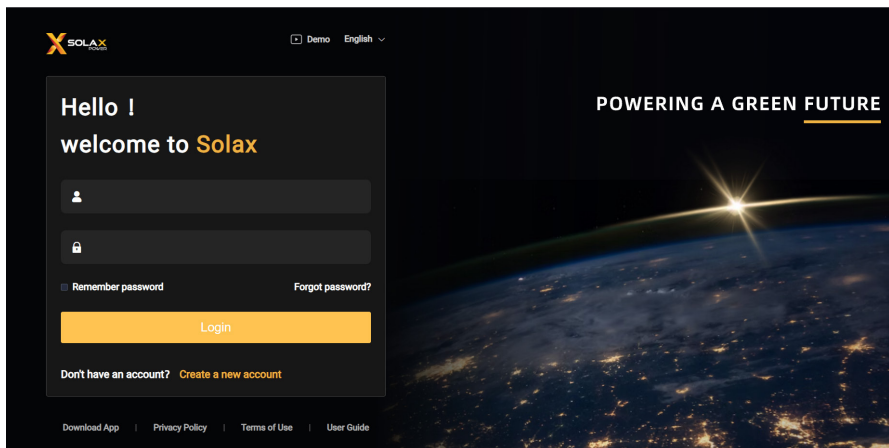 SOLAX
POWER
Demo English
Hello !
welcome to Solax
Remember password Forgot password?
Login
Don't have an account? Create a new account
Download App | Privacy Policy | Terms of Use | User Guide
POWERING A GREEN FUTURE